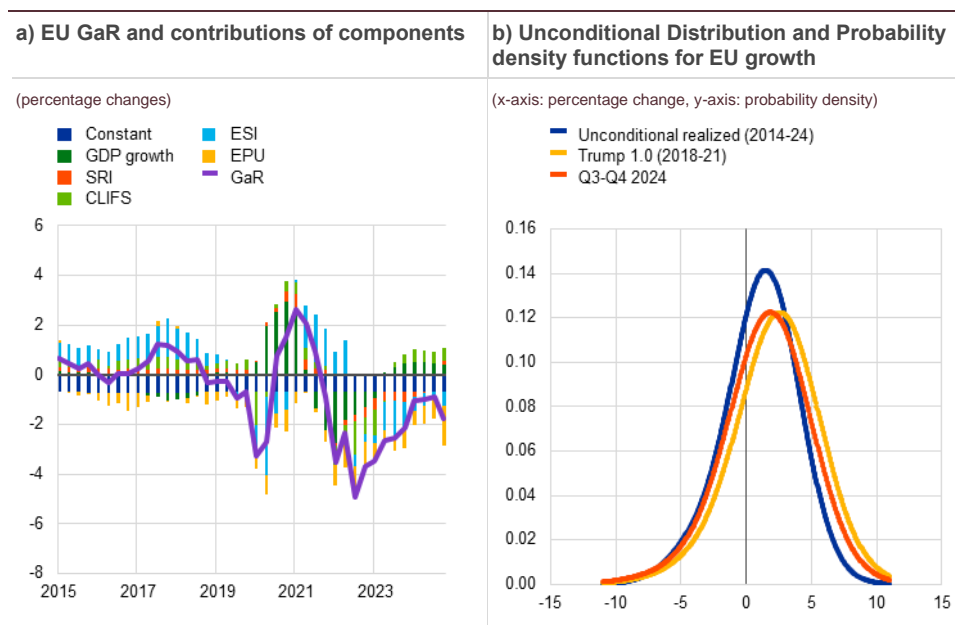 a) EU GaR and contributions of components
(percentage changes)
Constant
GDP growth
SRI
CLIFS
ESI
EPU
GaR
6
4
2
0
-2
-4
-6
-8
2015
2017
2019
2021
2023
b) Unconditional Distribution and Probability
density functions for EU growth
(x-axis: percentage change, y-axis: probability density)
Unconditional realized (2014-24)
Trump 1.0 (2018-21)
Q3-Q4 2024
0.16
0.14
0.12
0.10
0.08
0.06
0.04
0.02
0.00
-15
-10
-5
0
5
10
15